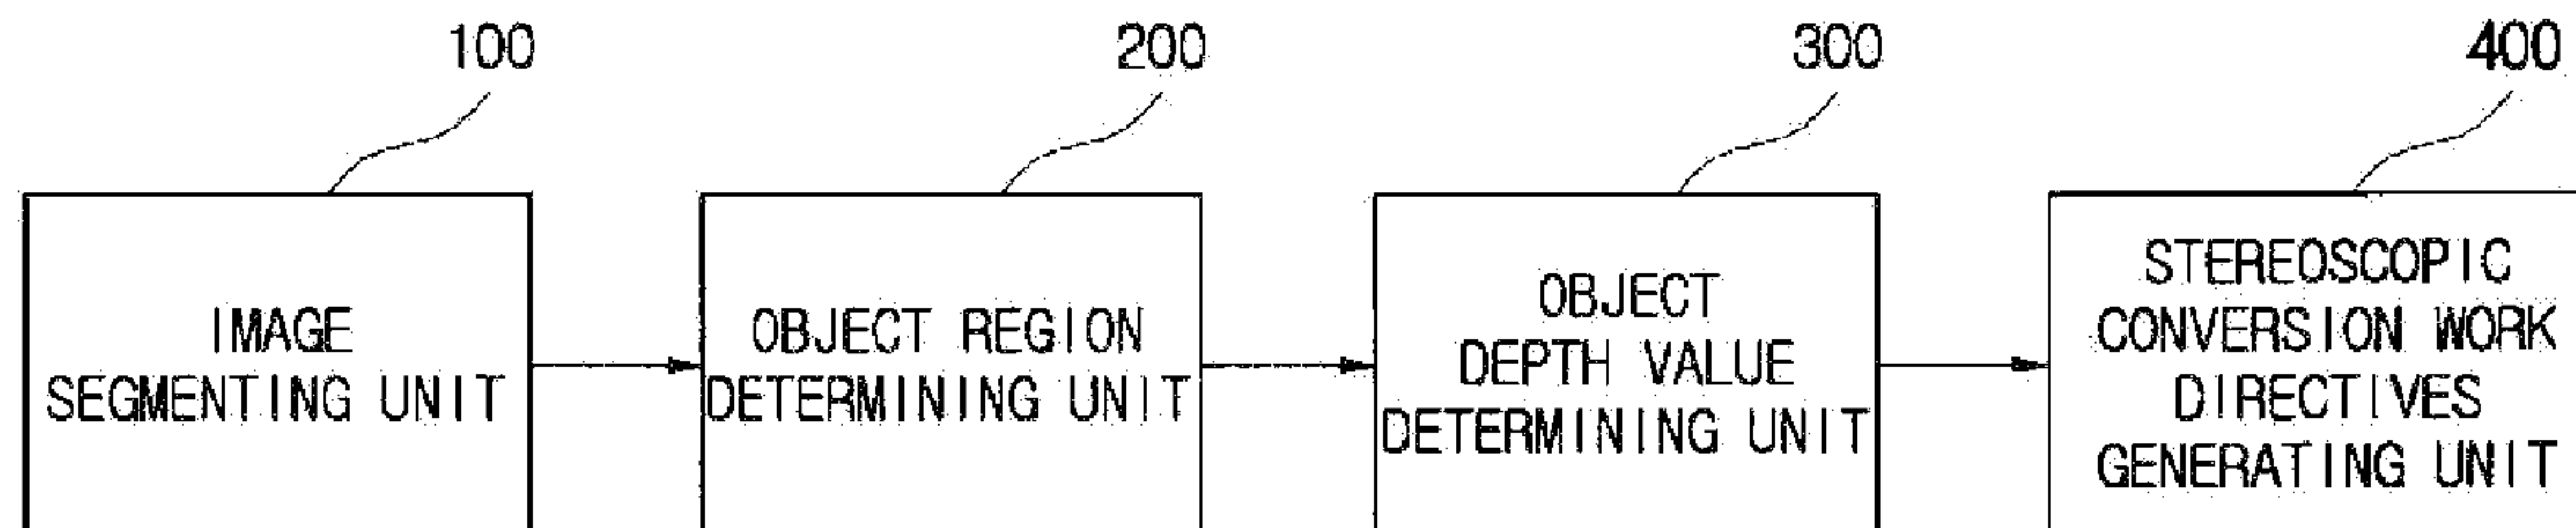 100
200
300
400
IMAGE
SEGMENTING UNIT
OBJECT REGION
DETERMINING UNIT
OBJECT
DEPTH VALUE
DETERMINING UNIT
STEREOSCOPIC
CONVERSION WORK
DIRECTIVES
GENERATING UNIT